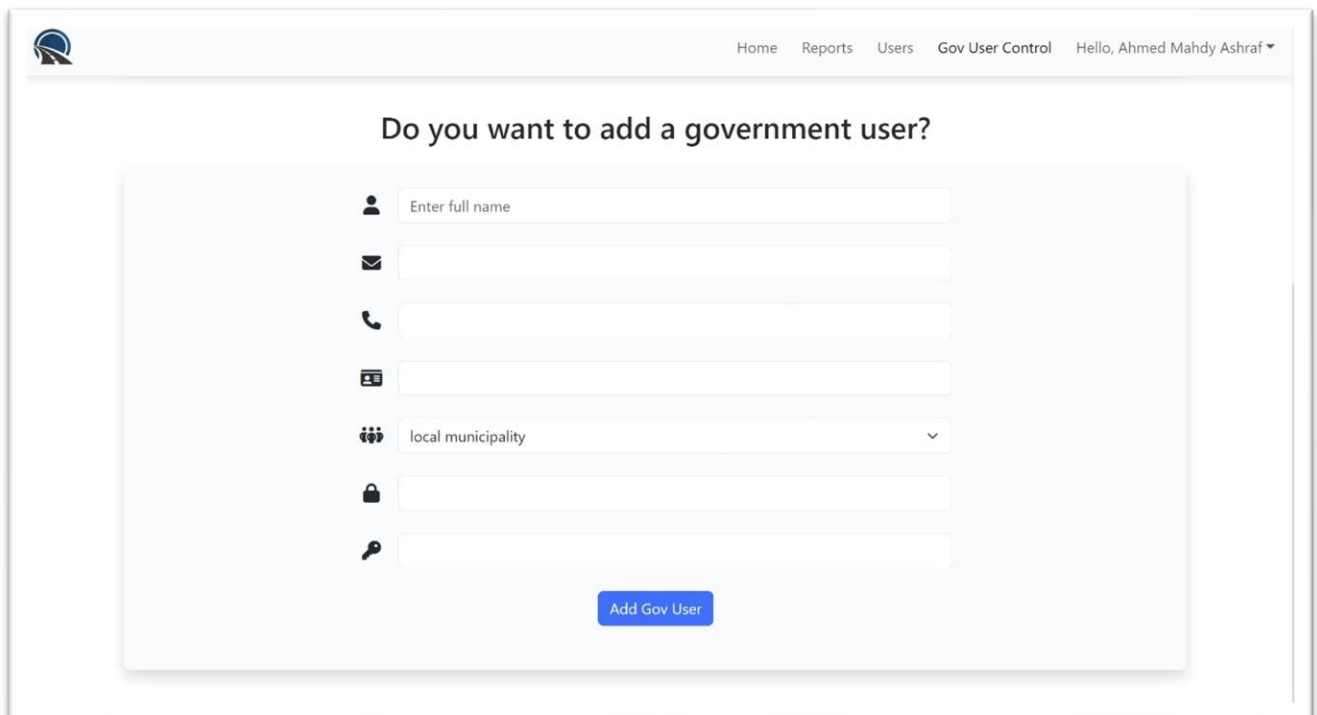 Home Reports Users Gov User Control Hello, Ahmed Mahdy Ashraf
Do you want to add a government user?
Enter full name
local municipality
Add Gov User